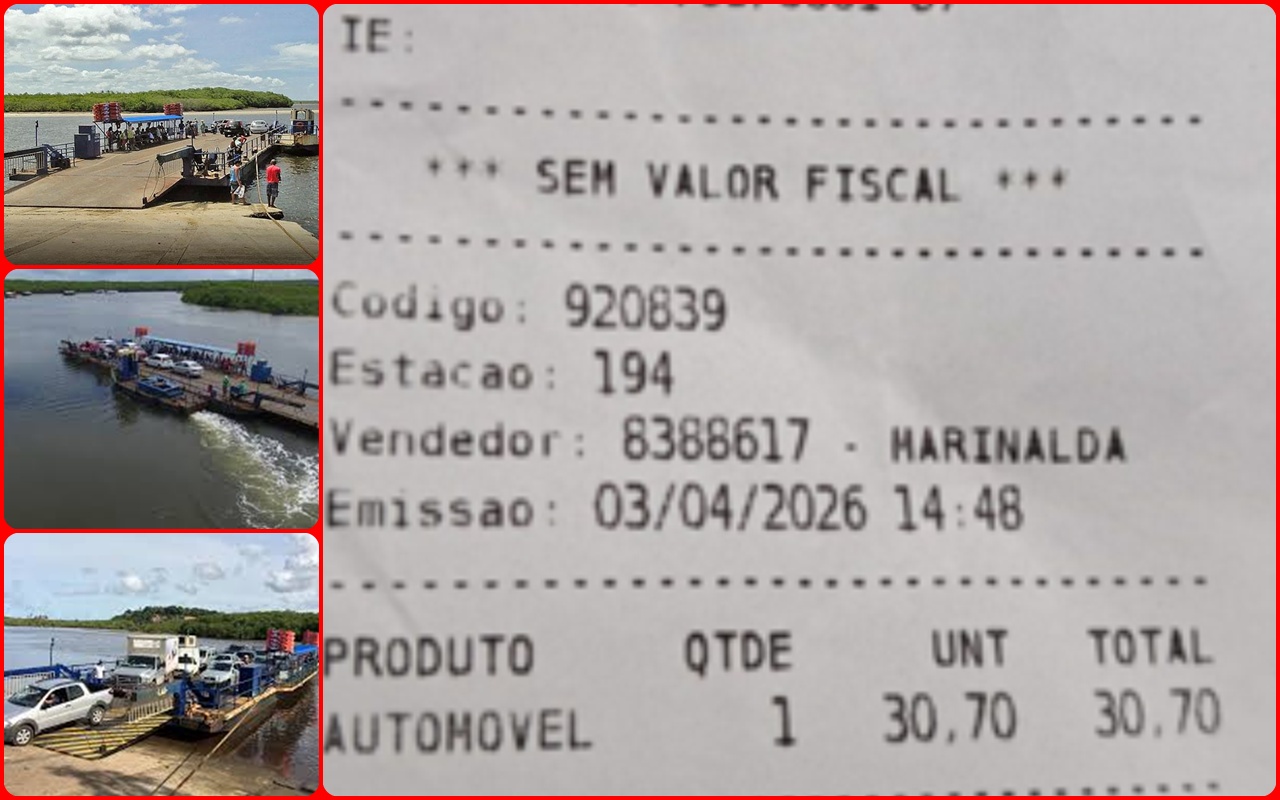 IE:
*** SEM VALOR FISCAL ***
Codigo: 920839
Estacao: 194
Vendedor: 8388617 - MARINALDA
Emissao: 03/04/2026 14:48
PRODUTO QTDE UNT TOTAL
AUTOMOVEL 1 30,70 30,70